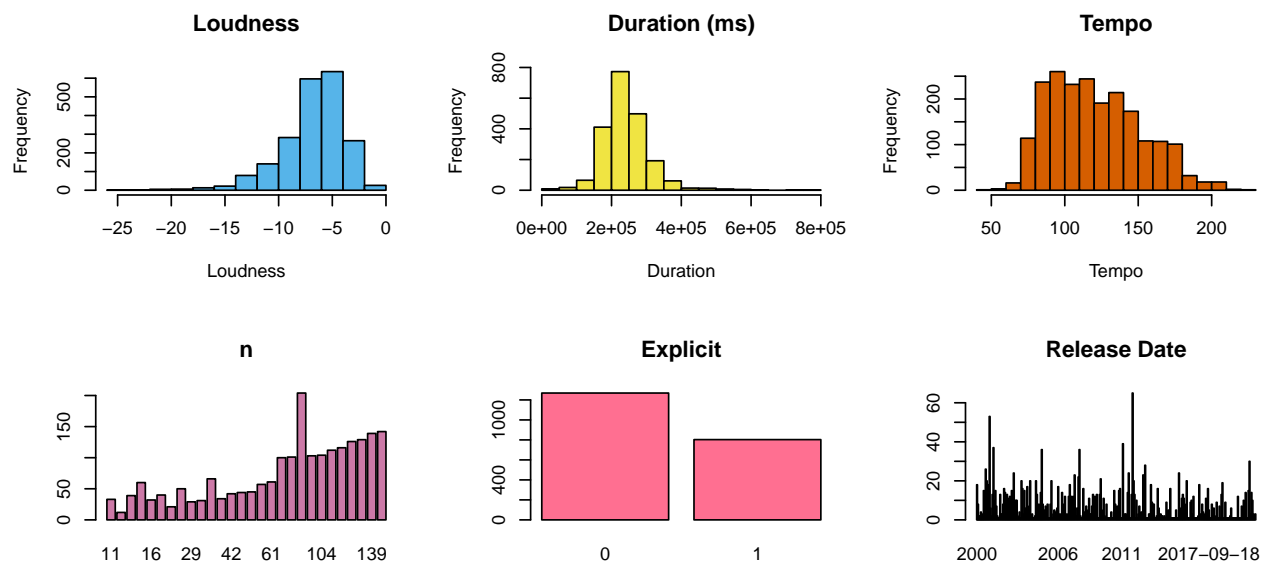 Loudness
Frequency
0
200
500
−25 −20 −15 −10 −5 0
Loudness
Duration (ms)
Frequency
0
400
800
0e+00 2e+05 4e+05 6e+05 8e+05
Duration
Tempo
Frequency
0
100
200
50 100 150 200
Tempo
n
0
50
150
11 16 29 42 61 104 139
Explicit
0
400
1000
0 1
Release Date
0
20
40
60
2000 2006 2011 2017−09−18